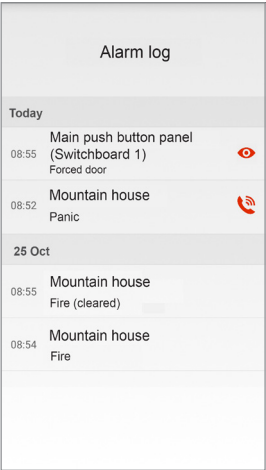 Alarm log
Today
Main push button panel
08:55
(Switchboard 1)
Forced door
Mountain house
08:52
Panic
25 Oct
Mountain house
08:55
Fire (cleared)
Mountain house
08:54
Fire